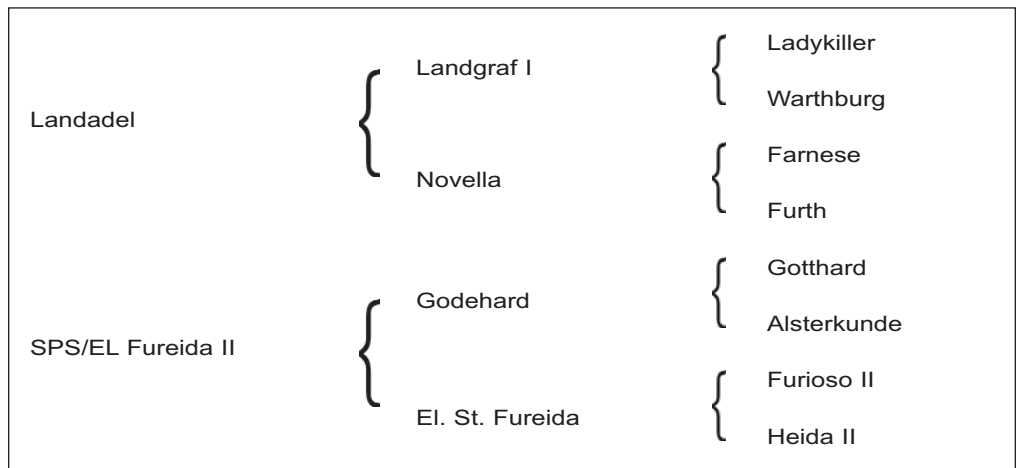 Ladykiller
Landgraf I
Warthburg
Landadel
Farnese
Novella
Furth
Gotthard
Godehard
Alsterkunde
SPS/EL Fureida II
Furioso II
El. St. Fureida
Heida II